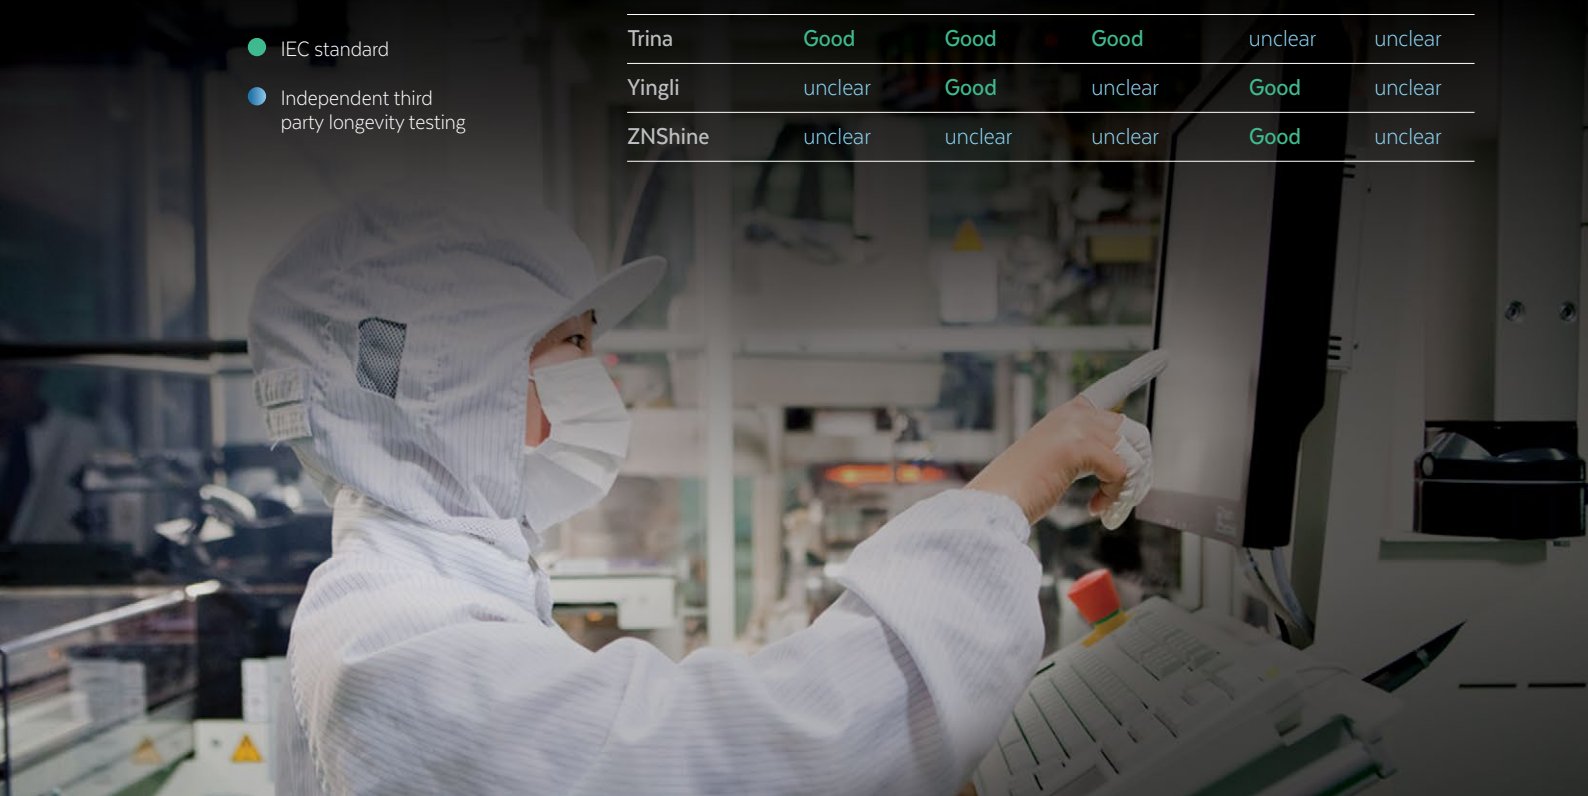 IEC standard
Independent third
party longevity testing
Trina Good Good Good unclear unclear
Yingli unclear Good unclear Good unclear
ZNShine unclear unclear unclear Good unclear